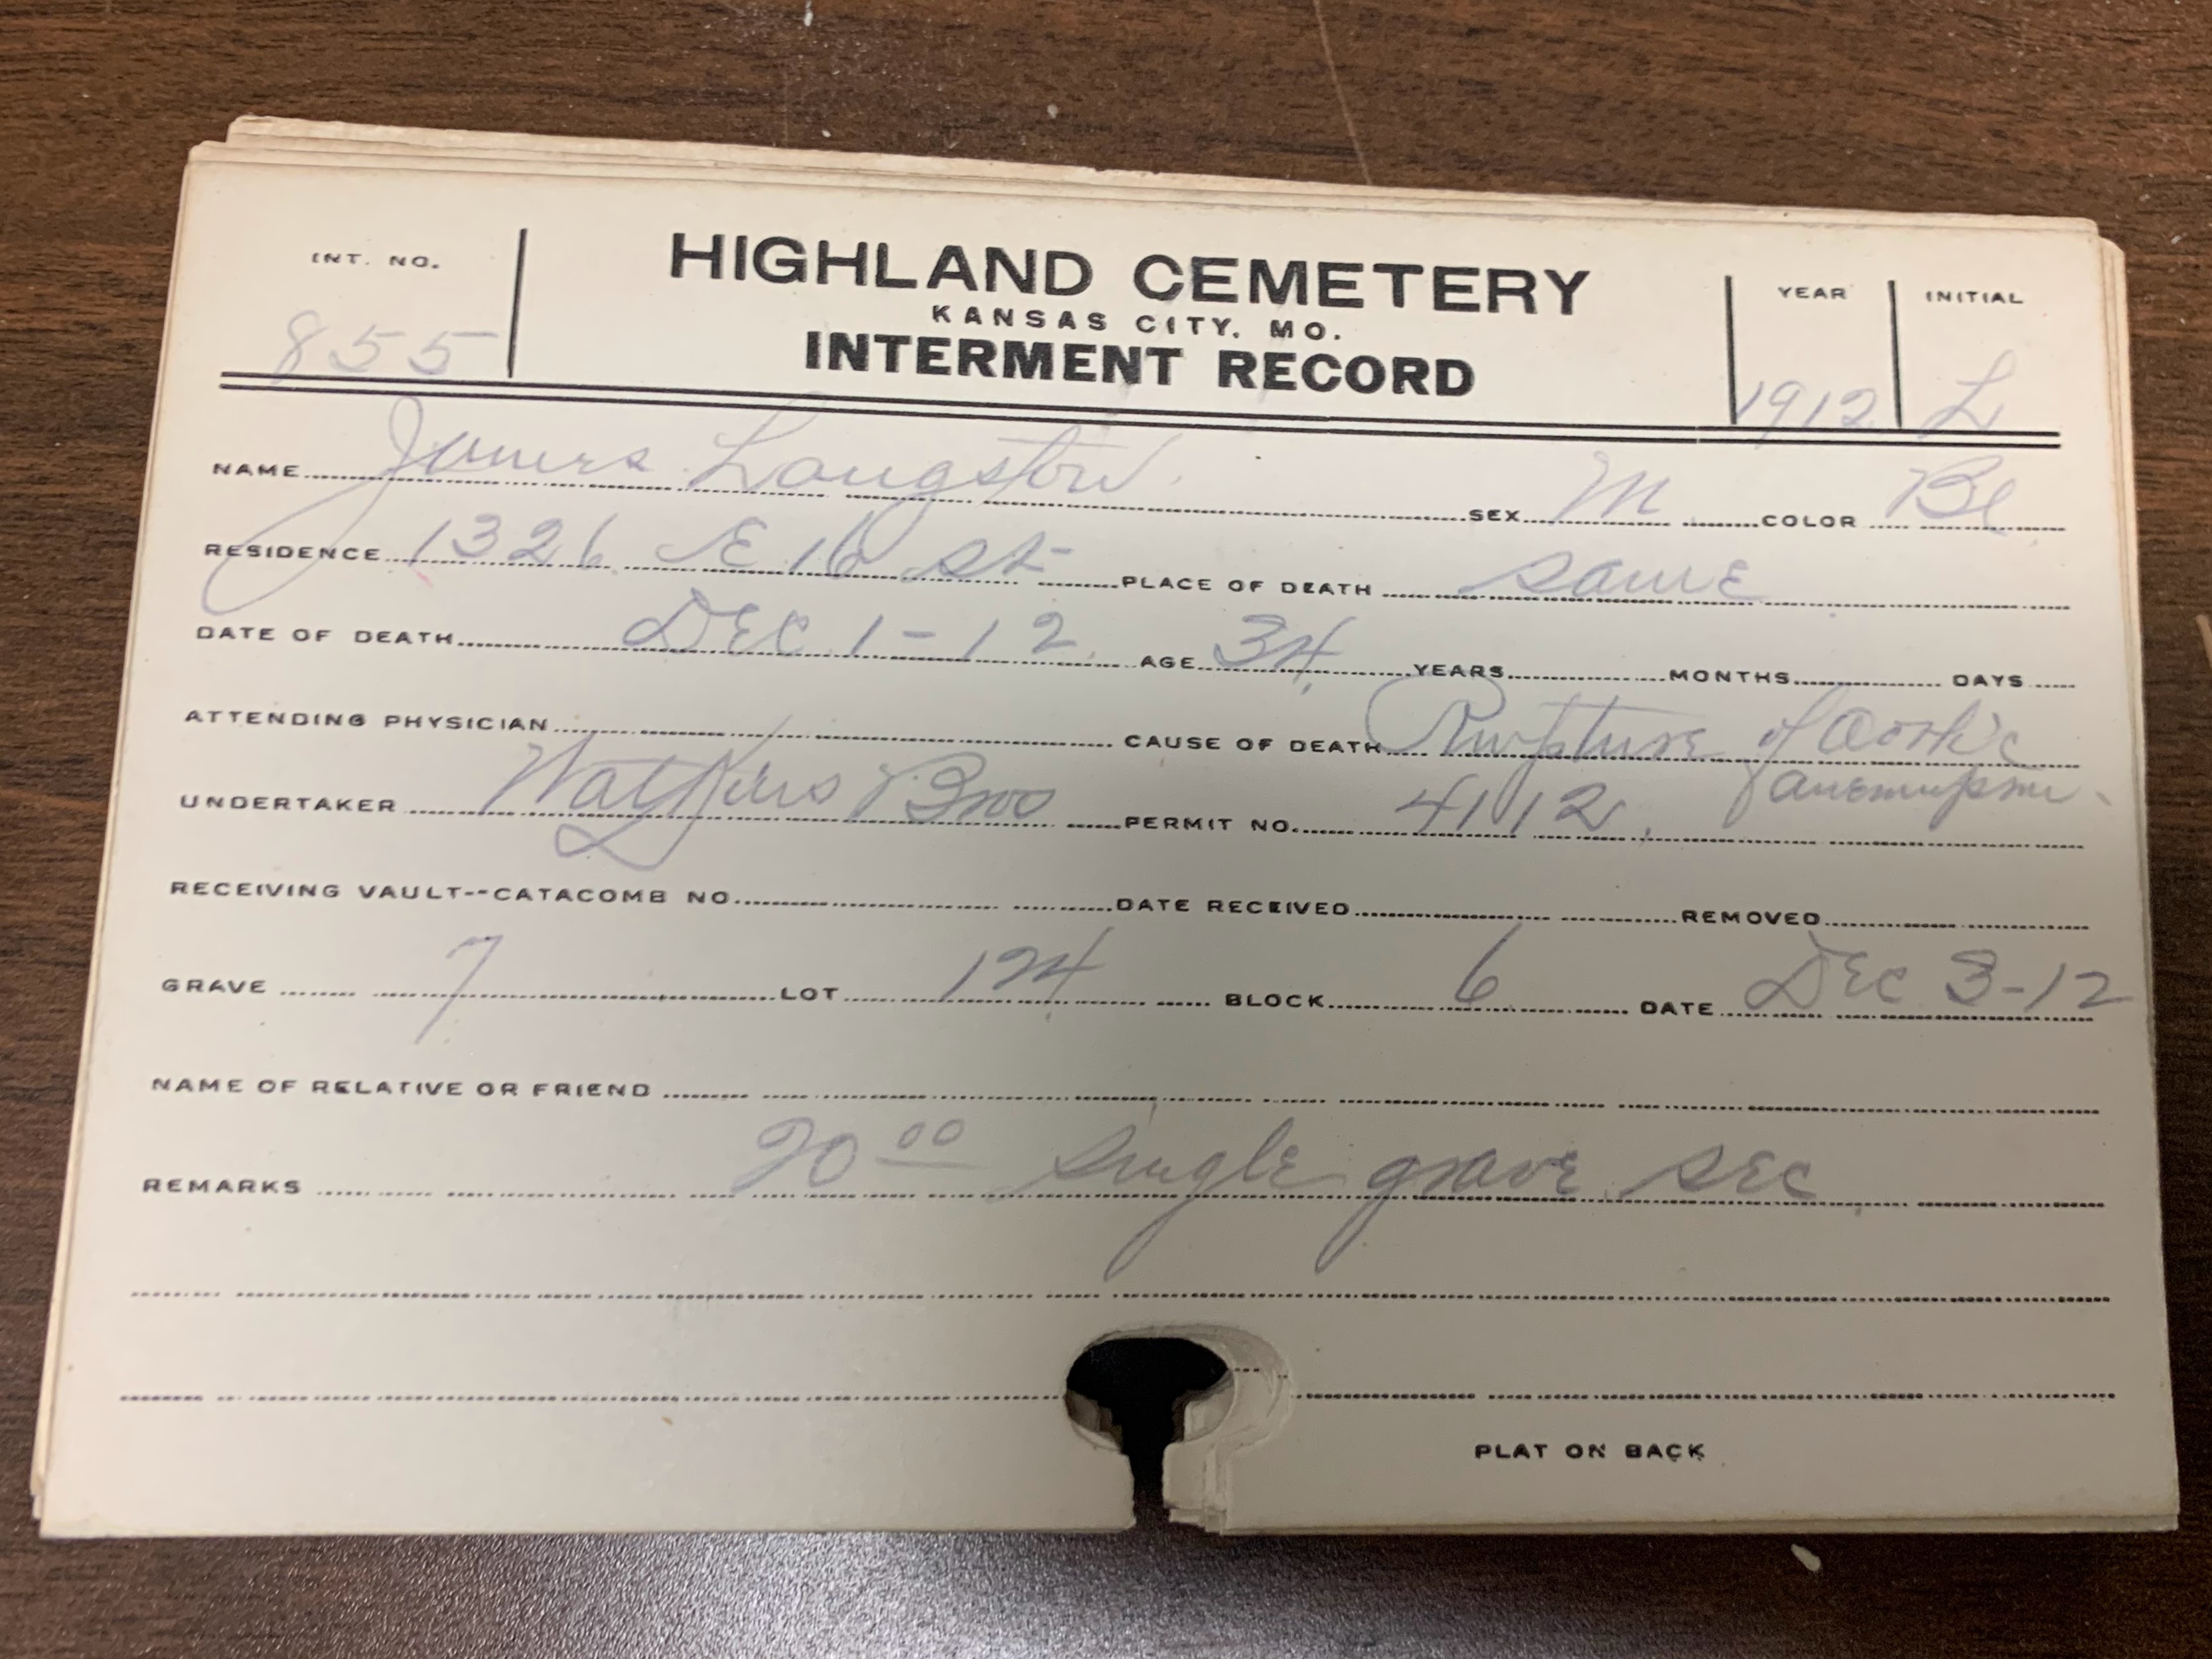 INT. NO. HIGHLAND CEMETERY YEAR INITIAL
KANSAS CITY, MO.
855 INTERMENT RECORD 1912 L
NAME James Langston SEX M COLOR Bl
RESIDENCE 1326 E 16 St PLACE OF DEATH same
DATE OF DEATH Dec 1-12 AGE 34 YEARS MONTHS DAYS
ATTENDING PHYSICIAN CAUSE OF DEATH Rupture of Aortic
UNDERTAKER Watkins Bros PERMIT NO. 4112
RECEIVING VAULT--CATACOMB NO. DATE RECEIVED REMOVED
GRAVE 7 LOT 124 BLOCK 6 DATE Dec 3-12
NAME OF RELATIVE OR FRIEND
REMARKS 20 00 single grave sec
PLAT ON BACK